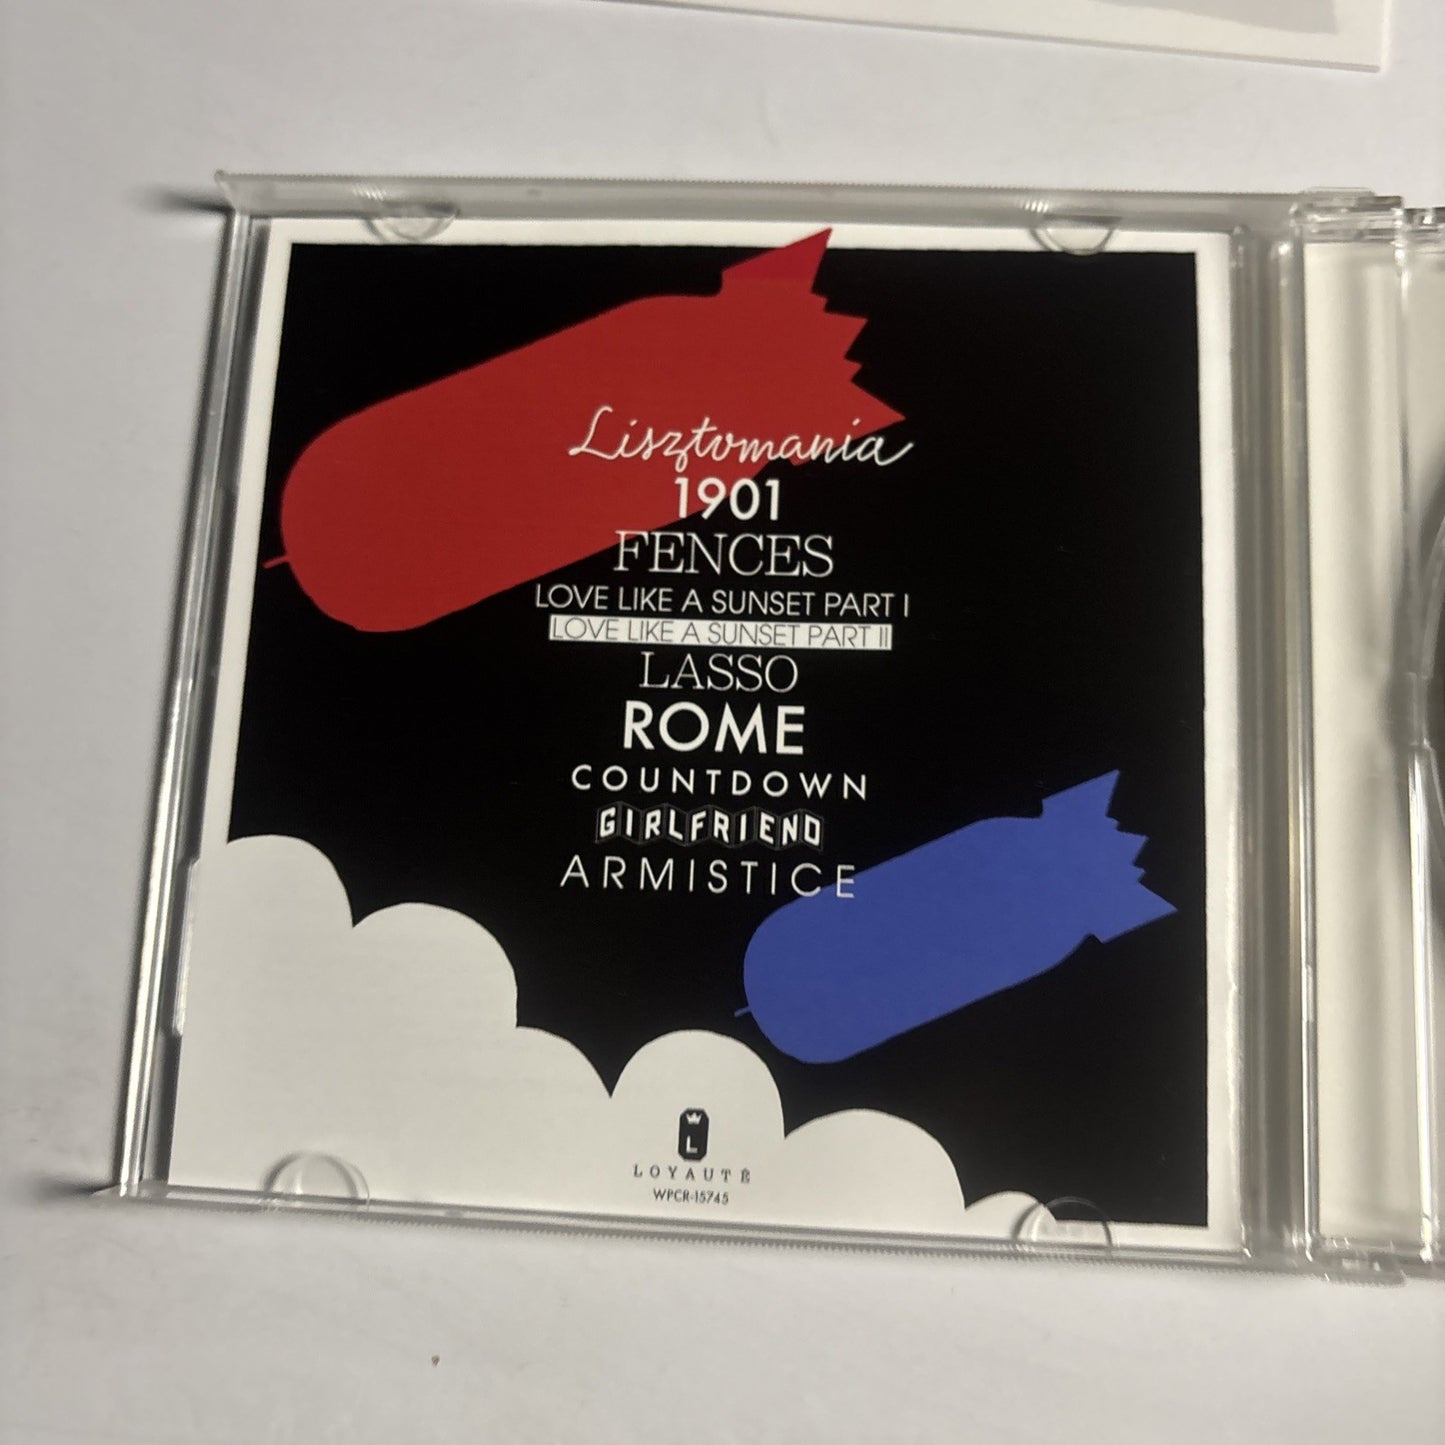 Lisztomania
1901
FENCES
LOVE LIKE A SUNSET PART I
LOVE LIKE A SUNSET PART II
LASSO
ROME
COUNTDOWN
GIRLFRIEND
ARMISTICE
L
LOYAUTÉ
WPCR-15745